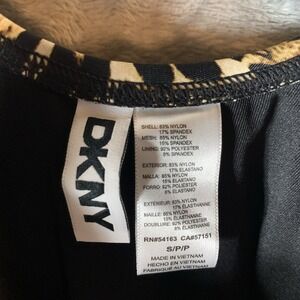 DKNY
SHELL: 83% NYLON
17% SPANDEX
MESH: 85% NYLON
15% SPANDEX
LINING: 92% POLYESTER
8% SPANDEX
EXTERIOR: 83% NYLON
17% ELASTANO
MALLA: 85% NYLON
15% ELASTANO
FORRO: 92% POLIESTER
8% ELASTANO
EXTÉRIEUR: 83% NYLON
17% ÉLASTHANNE
MAILLE: 85% NYLON
15% ÉLASTHANNE
DOUBLURE: 92% POLYESTER
8% ÉLASTHANNE
RN#54163 CA#57151
S/P/P
MADE IN VIETNAM
HECHO EN VIETNAM
FABRIQUÉ AU VIETNAM